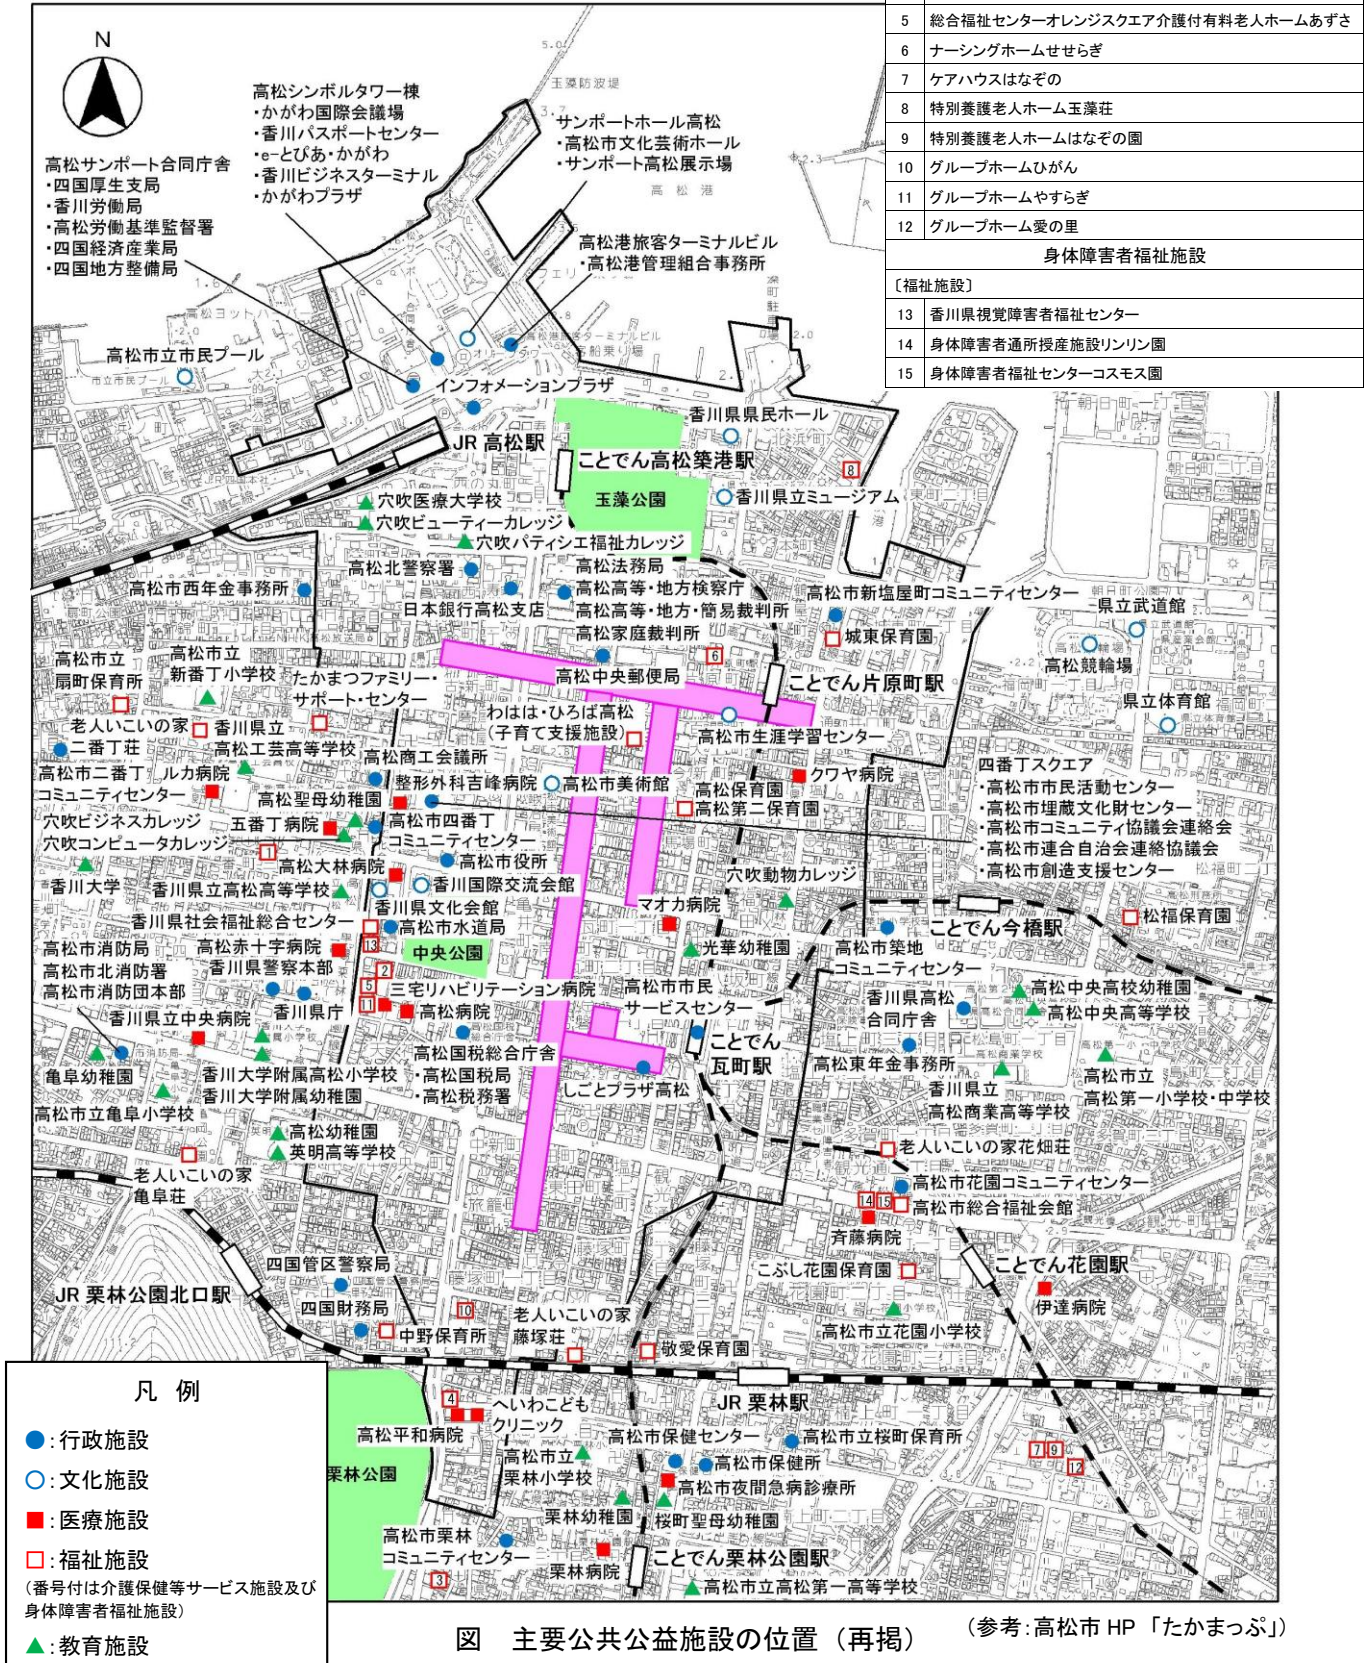 5 総合福祉センターオレンジスクエア介護付有料老人ホームあずさ
6 ナーシングホームせせらぎ
7 ケアハウスはなぞの
8 特別養護老人ホーム玉藻荘
9 特別養護老人ホームはなぞの園
10 グループホームひがん
11 グループホームやすらぎ
12 グループホーム愛の里
身体障害者福祉施設
〔福祉施設〕
13 香川県視覚障害者福祉センター
14 身体障害者通所授産施設リンリン園
15 身体障害者福祉センターコスモス園
N
高松シンボルタワー棟
・かがわ国際会議場
・香川パスポートセンター
・e-とぴあ・かがわ
・香川ビジネスターミナル
・かがわプラザ
玉藻防波堤
サンポートホール高松
・高松市文化芸術ホール
・サンポート高松展示場
高松サンポート合同庁舎
・四国厚生支局
・香川労働局
・高松労働基準監督署
・四国経済産業局
・四国地方整備局
高松港
高松港旅客ターミナルビル
・高松港管理組合事務所
高松市立市民プール
インフォメーションプラザ
JR 高松駅
香川県県民ホール
ことでん高松築港駅
8
玉藻公園
香川県立ミュージアム
穴吹医療大学校
穴吹ビューティーカレッジ
穴吹パティシエ福祉カレッジ
高松北警察署
高松法務局
高松高等・地方検察庁
高松高等・地方・簡易裁判所
高松家庭裁判所
高松市西年金事務所
日本銀行高松支店
高松市新塩屋町コミュニティセンター
城東保育園
県立武道館
高松競輪場
県立体育館
高松市立
扇町保育所
高松市立
新番丁小学校
たかまつファミリー・
サポート・センター
高松中央郵便局
6
ことでん片原町駅
わはは・ひろば高松
（子育て支援施設）
高松市生涯学習センター
老人いこいの家
二番丁荘
香川県立
高松工芸高等学校
高松商工会議所
高松市二番丁
コミュニティセンター
ルカ病院
整形外科吉峰病院
高松市美術館
クワヤ病院
高松保育園
高松第二保育園
四番丁スクエア
・高松市市民活動センター
・高松市埋蔵文化財センター
・高松市コミュニティ協議会連絡会
・高松市連合自治会連絡協議会
・高松市創造支援センター
高松聖母幼稚園
穴吹ビジネスカレッジ
穴吹コンピュータカレッジ
五番丁病院
高松市四番丁
コミュニティセンター
1
高松大林病院
高松市役所
香川大学
香川県立高松高等学校
香川国際交流会館
穴吹動物カレッジ
香川県文化会館
マオカ病院
松福保育園
香川県社会福祉総合センター
高松市水道局
ことでん今橋駅
高松市消防局
高松市北消防署
高松市消防団本部
高松赤十字病院
13
中央公園
光華幼稚園
高松市築地
コミュニティセンター
香川県警察本部
2
5
三宅リハビリテーション病院
高松市市民
サービスセンター
香川県高松
合同庁舎
高松中央高校幼稚園
高松中央高等学校
香川県庁
11
高松病院
香川県立中央病院
ことでん
瓦町駅
高松国税総合庁舎
・高松国税局
・高松税務署
高松東年金事務所
亀阜幼稚園
香川大学附属高松小学校
香川大学附属幼稚園
しごとプラザ高松
香川県立
高松商業高等学校
高松市立
高松第一小学校・中学校
高松市立亀阜小学校
高松幼稚園
英明高等学校
老人いこいの家花畑荘
老人いこいの家
亀阜荘
高松市花園コミュニティセンター
14
15
高松市総合福祉会館
斉藤病院
四国管区警察局
こぶし花園保育園
ことでん花園駅
JR 栗林公園北口駅
四国財務局
10
老人いこいの家
藤塚荘
伊達病院
中野保育所
高松市立花園小学校
敬愛保育園
JR 栗林駅
4
へいわこども
クリニック
高松平和病院
高松市保健センター
高松市立桜町保育所
7
9
12
栗林公園
高松市立
栗林小学校
高松市保健所
高松市夜間急病診療所
栗林幼稚園
桜町聖母幼稚園
高松市栗林
コミュニティセンター
ことでん栗林公園駅
3
栗林病院
高松市立高松第一高等学校
凡 例
：行政施設
：文化施設
：医療施設
：福祉施設
（番号付は介護保健等サービス施設及び
身体障害者福祉施設）
：教育施設
図 主要公共公益施設の位置（再掲）
（参考：高松市 HP 「たかまっぷ」）